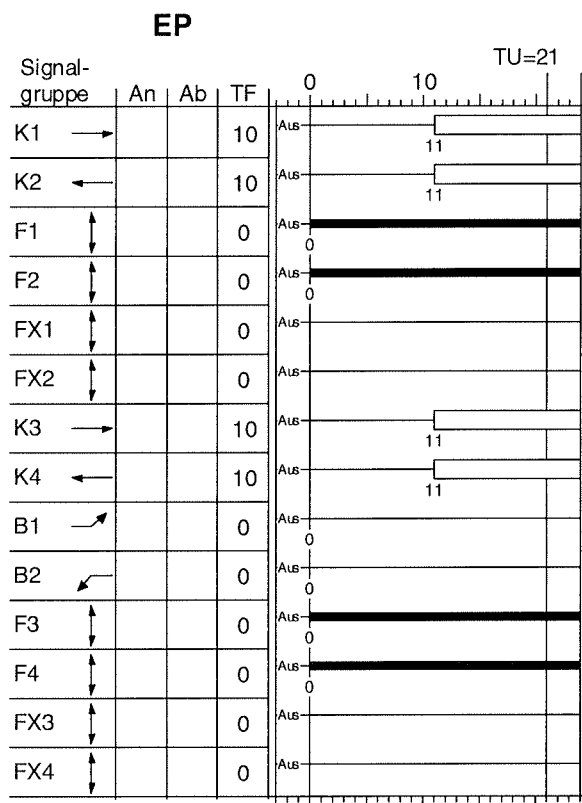 EP
TU=21
Signal-
gruppe An Ab TF 0 10
K1 10 Aus 11
K2 10 Aus 11
F1 0 Aus 0
F2 0 Aus 0
FX1 0 Aus
FX2 0 Aus
K3 10 Aus 11
K4 10 Aus 11
B1 0 Aus 0
B2 0 Aus 0
F3 0 Aus 0
F4 0 Aus 0
FX3 0 Aus
FX4 0 Aus